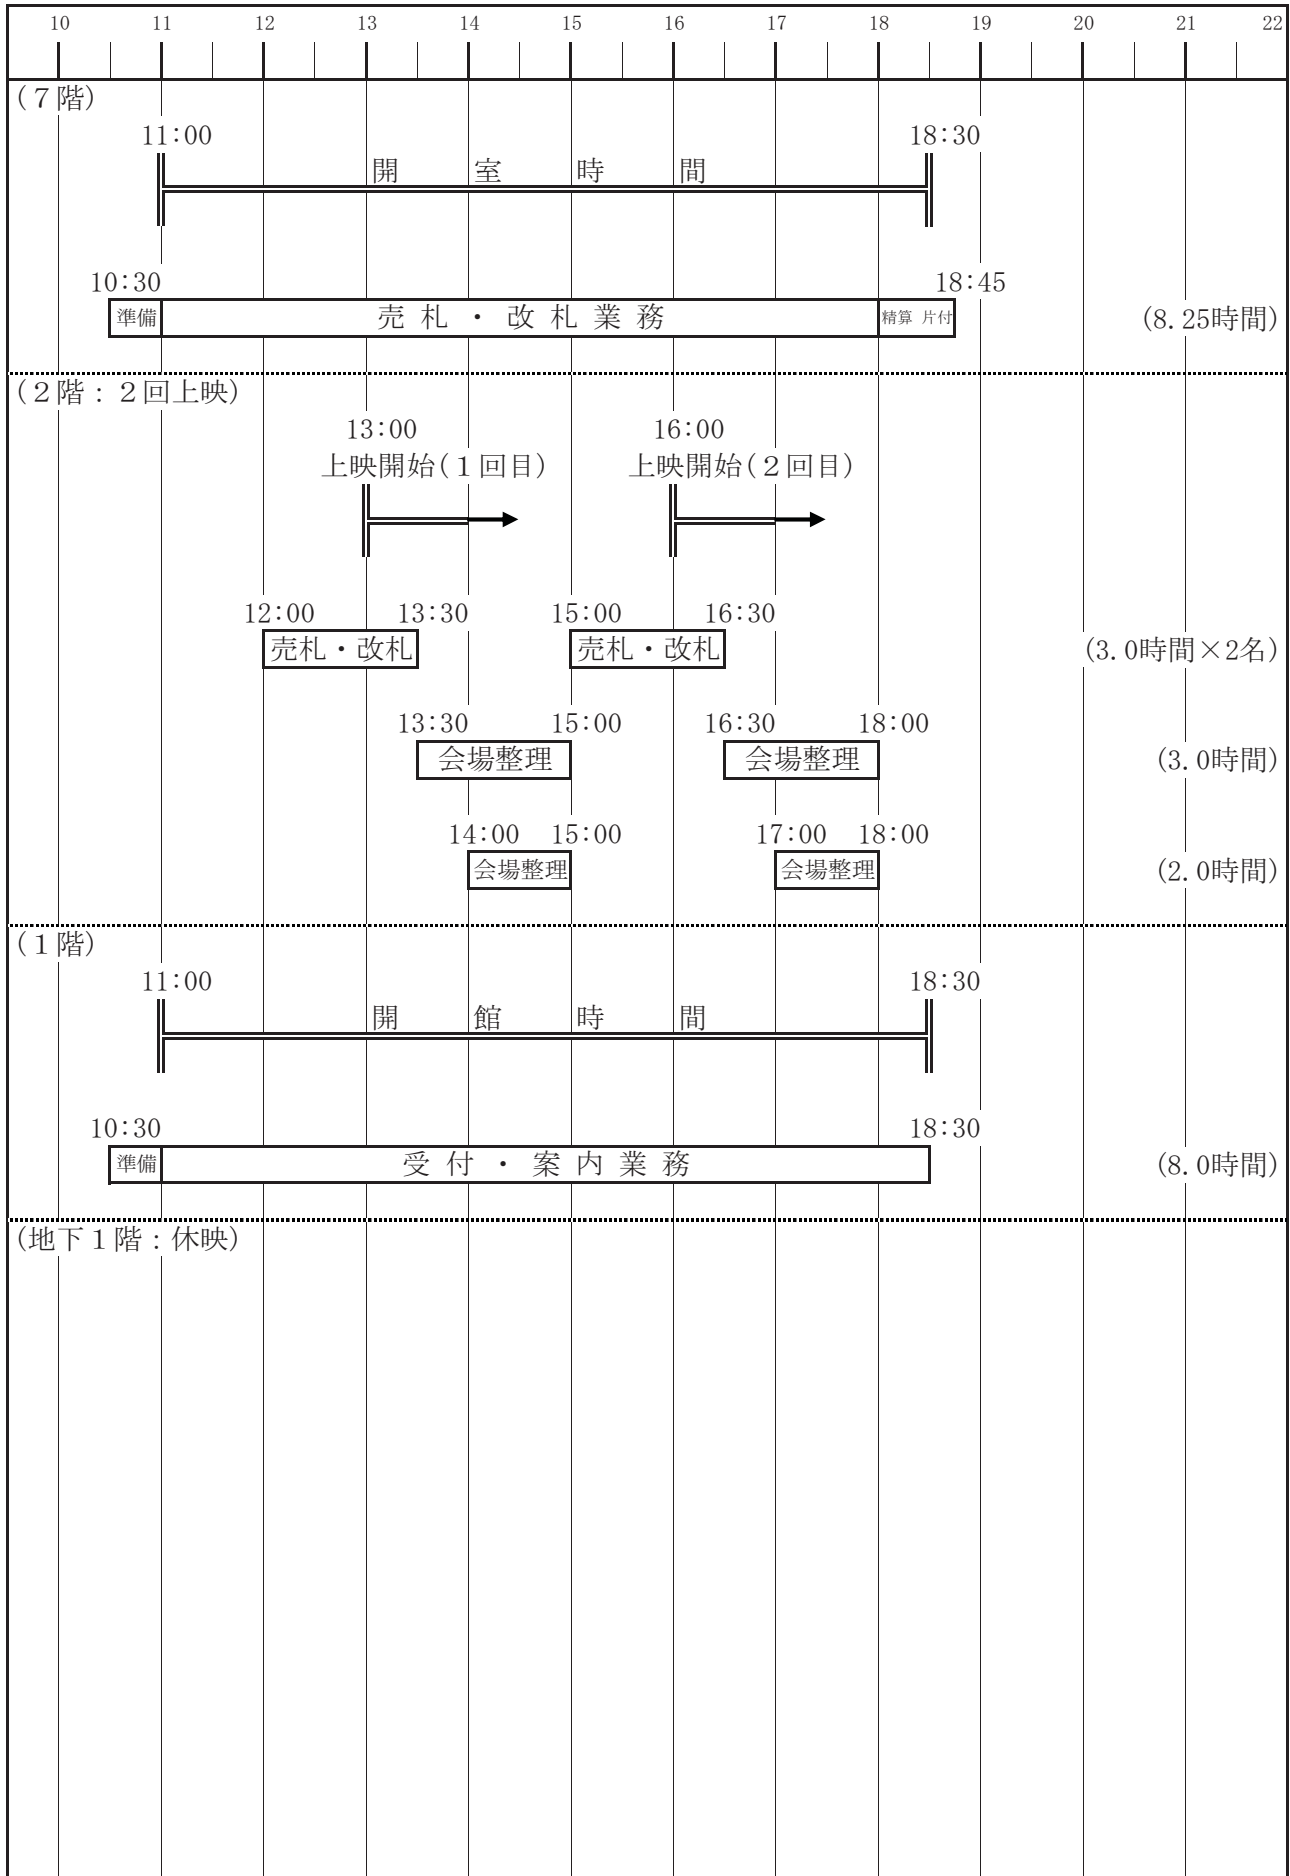 10 11 12 13 14 15 16 17 18 19 20 21 22
(７階)
11:00 18:30
開室時間
10:30 18:45
準備 売札・改札業務 精算 片付 (8.25時間)
(２階：２回上映)
13:00 16:00
上映開始(１回目) 上映開始(２回目)
12:00 13:30 15:00 16:30
売札・改札 売札・改札 (3.0時間×2名)
13:30 15:00 16:30 18:00
会場整理 会場整理 (3.0時間)
14:00 15:00 17:00 18:00
会場整理 会場整理 (2.0時間)
(１階)
11:00 18:30
開館時間
10:30 18:30
準備 受付・案内業務 (8.0時間)
(地下１階：休映)